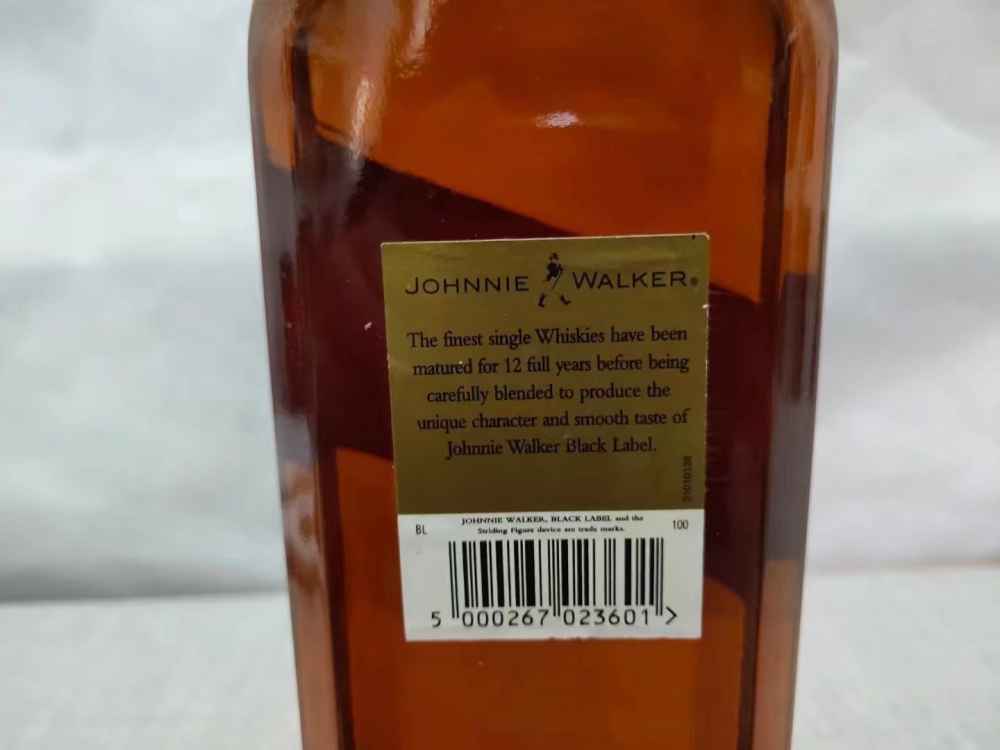 JOHNNIE WALKER®
The finest single Whiskies have been
matured for 12 full years before being
carefully blended to produce the
unique character and smooth taste of
Johnnie Walker Black Label.
JOHNNIE WALKER, BLACK LABEL and the
Striding Figure device are trade marks.
BL
100
5 000267 023601 >